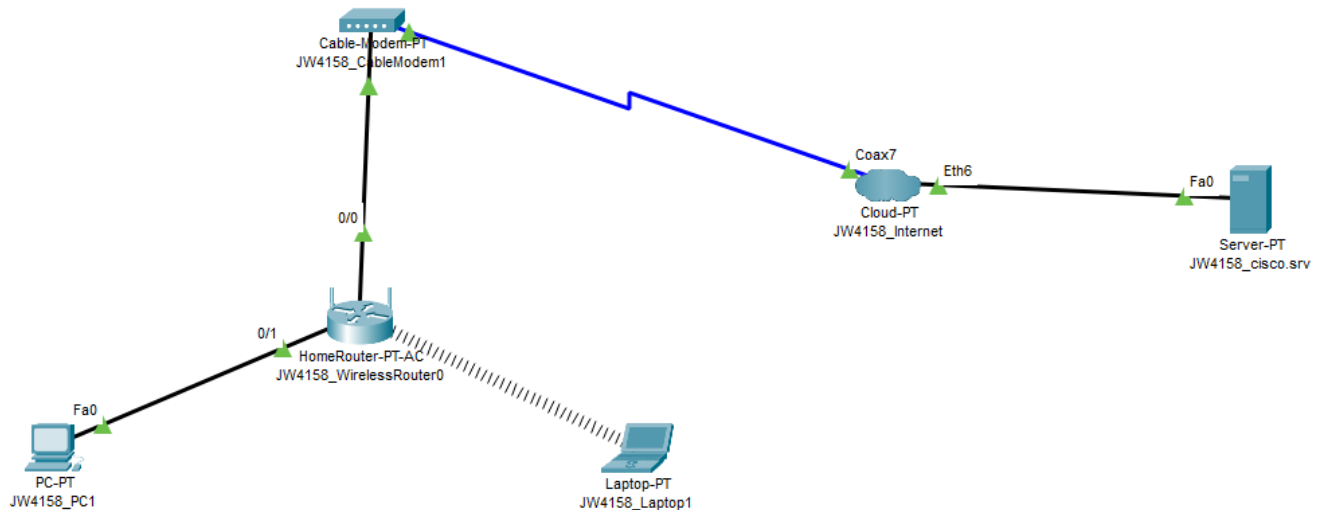 Cable-Modem-PT
JW4158_CableModem1
Coax7
Eth6
Fa0
Cloud-PT
JW4158_Internet
Server-PT
JW4158_cisco.srv
0/0
0/1
HomeRouter-PT-AC
JW4158_WirelessRouter0
Fa0
PC-PT
JW4158_PC1
Laptop-PT
JW4158_Laptop1